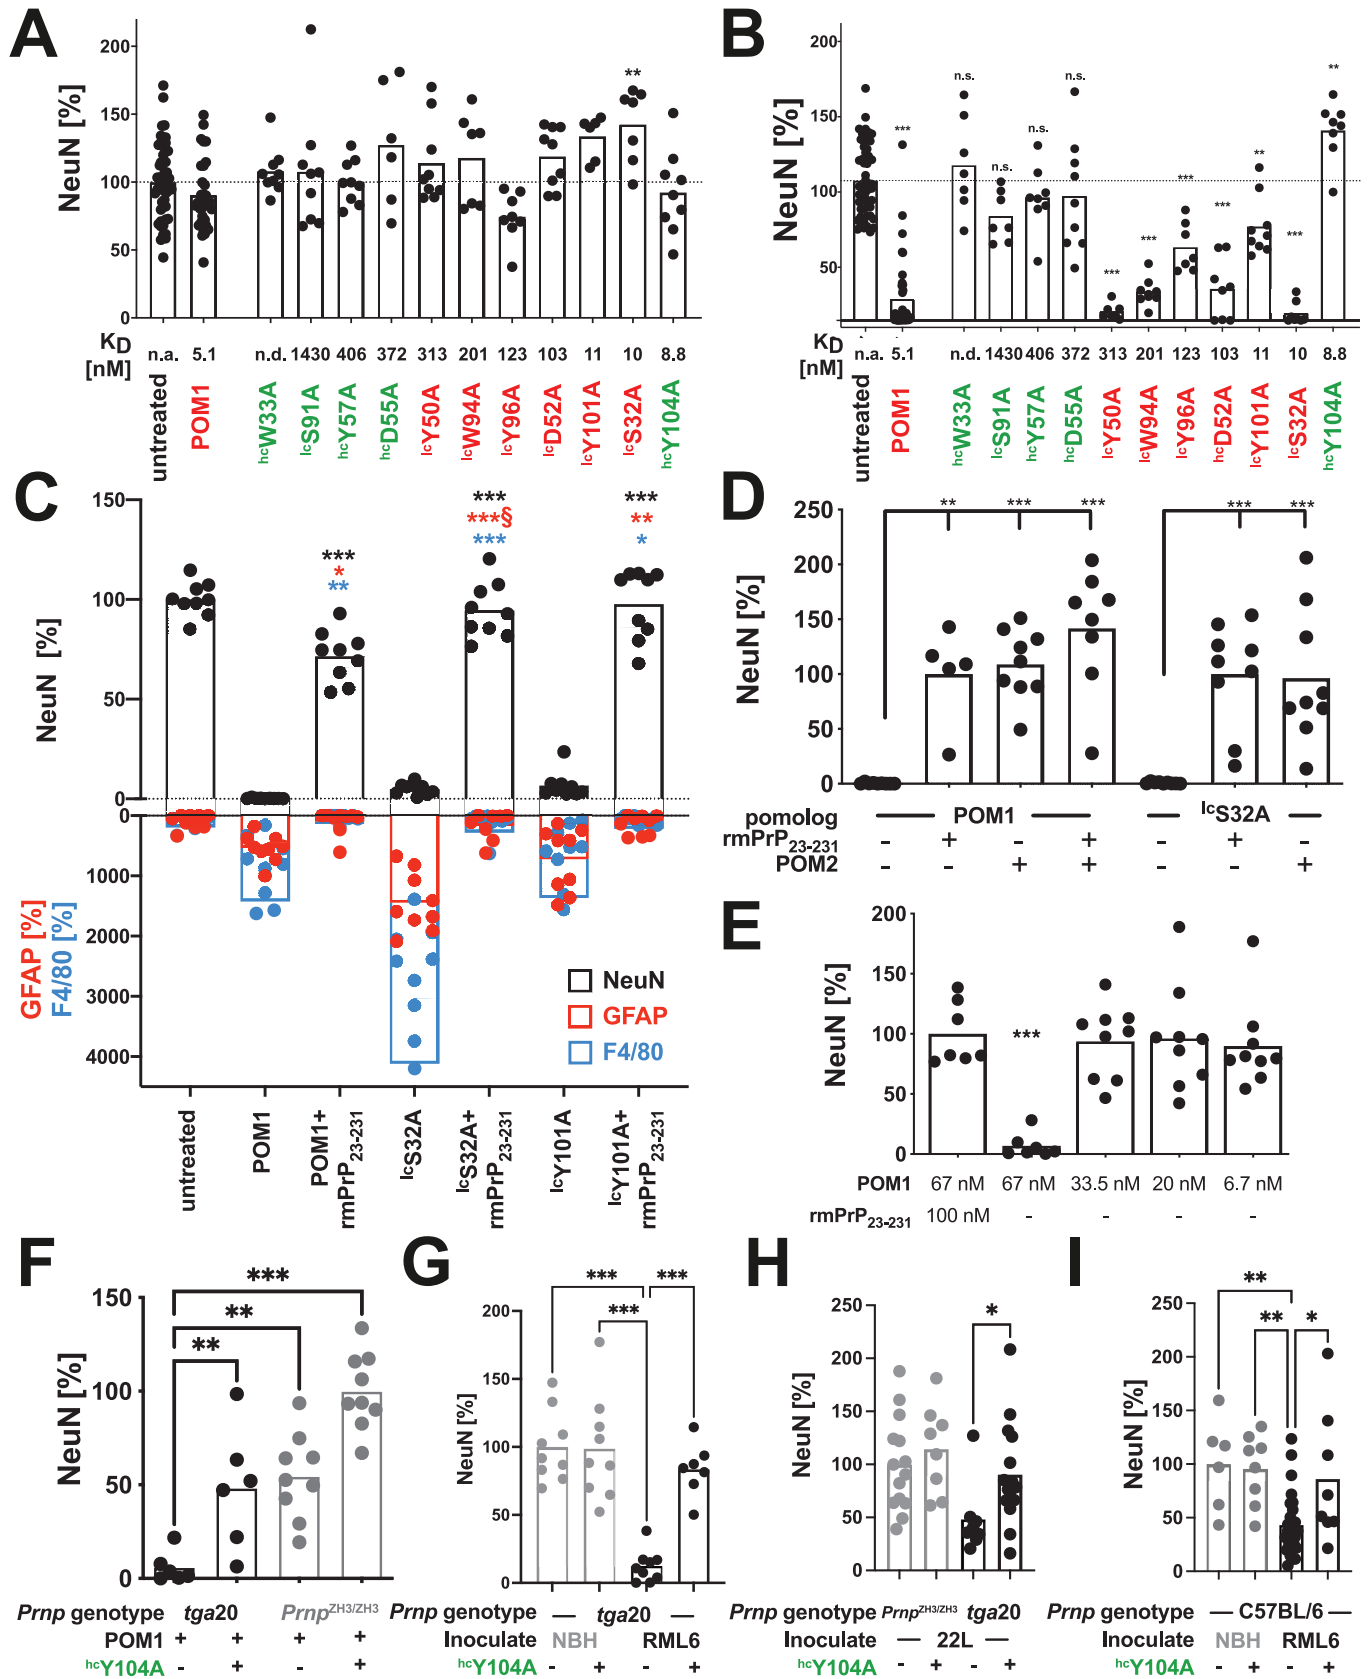 A
NeuN [%]
200
150
100
50
0
**
KD [nM]
n.a. 5.1 n.d. 1430 406 372 313 201 123 103 11 10 8.8
untreated
POM1
hcW33A
lcS91A
hcY57A
hcD55A
lcY50A
lcW94A
lcY96A
lcD52A
lcY101A
lcS32A
hcY104A
B
NeuN [%]
200
150
100
50
*** n.s. n.s. n.s. n.s. *** *** *** *** ** *** **
KD [nM]
n.a. 5.1 n.d. 1430 406 372 313 201 123 103 11 10 8.8
untreated
POM1
hcW33A
lcS91A
hcY57A
hcD55A
lcY50A
lcW94A
lcY96A
hcD52A
lcY101A
lcS32A
hcY104A
C
NeuN [%]
150
100
50
0
0
1000
2000
3000
4000
GFAP [%]
F4/80 [%]
*** *** ***
* ***§ **
** *** *
NeuN
GFAP
F4/80
untreated
POM1
POM1+
rmPrP23-231
lcS32A
lcS32A+
rmPrP23-231
lcY101A
lcY101A+
rmPrP23-231
D
NeuN [%]
250
200
150
100
50
0
** *** *** *** ***
pomolog – POM1 – – lcS32A –
rmPrP23-231 - + - + - + -
POM2 - - + + - - +
E
NeuN [%]
200
150
100
50
0
***
POM1 67 nM 67 nM 33.5 nM 20 nM 6.7 nM
rmPrP23-231 100 nM - - - -
F
NeuN [%]
150
100
50
0
***
**
**
Prnp genotype tga20 PrnpZH3/ZH3
POM1 + + + +
hcY104A - + - +
G
NeuN [%]
200
150
100
50
0
*** ***
***
Prnp genotype — tga20 —
Inoculate NBH RML6
hcY104A - + - +
H
NeuN [%]
250
200
150
100
50
0
*
Prnp genotype PrnpZH3/ZH3 tga20
Inoculate — 22L —
hcY104A - + - +
I
NeuN [%]
250
200
150
100
50
0
**
** *
Prnp genotype — C57BL/6 —
Inoculate NBH RML6
hcY104A - + - +